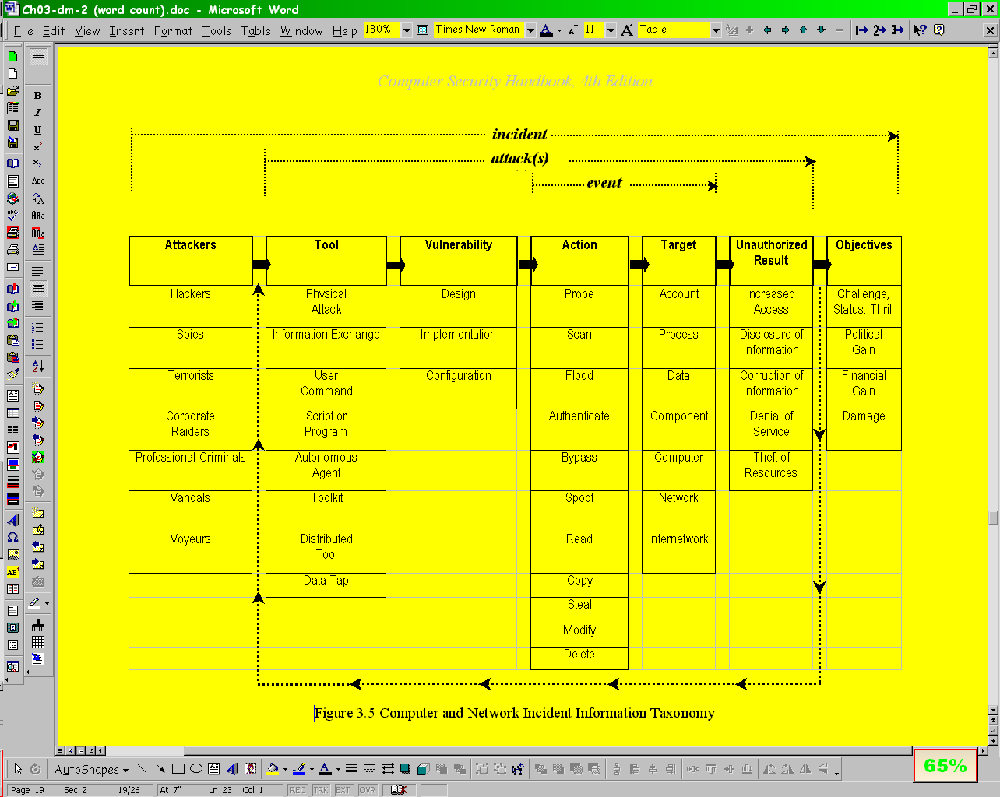 Ch03-dm-2 (word count).doc - Microsoft Word
File Edit View Insert Format Tools Table Window Help 130% Times New Roman A A 11 A Table
Computer Security Handbook, 4th Edition
incident
attack(s)
event
Attackers Tool Vulnerability Action Target Unauthorized Result Objectives
Hackers Physical Attack Design Probe Account Increased Access Challenge, Status, Thrill
Spies Information Exchange Implementation Scan Process Disclosure of Information Political Gain
Terrorists User Command Configuration Flood Data Corruption of Information Financial Gain
Corporate Raiders Script or Program Authenticate Component Denial of Service Damage
Professional Criminals Autonomous Agent Bypass Computer Theft of Resources
Vandals Toolkit Spoof Network
Voyeurs Distributed Tool Read Internetwork
Data Tap Copy
Steal
Modify
Delete
Figure 3.5 Computer and Network Incident Information Taxonomy
AutoShapes
65%
Page 19 Sec 2 19/26 At 7" Ln 23 Col 1 REC TRK EXT OVR